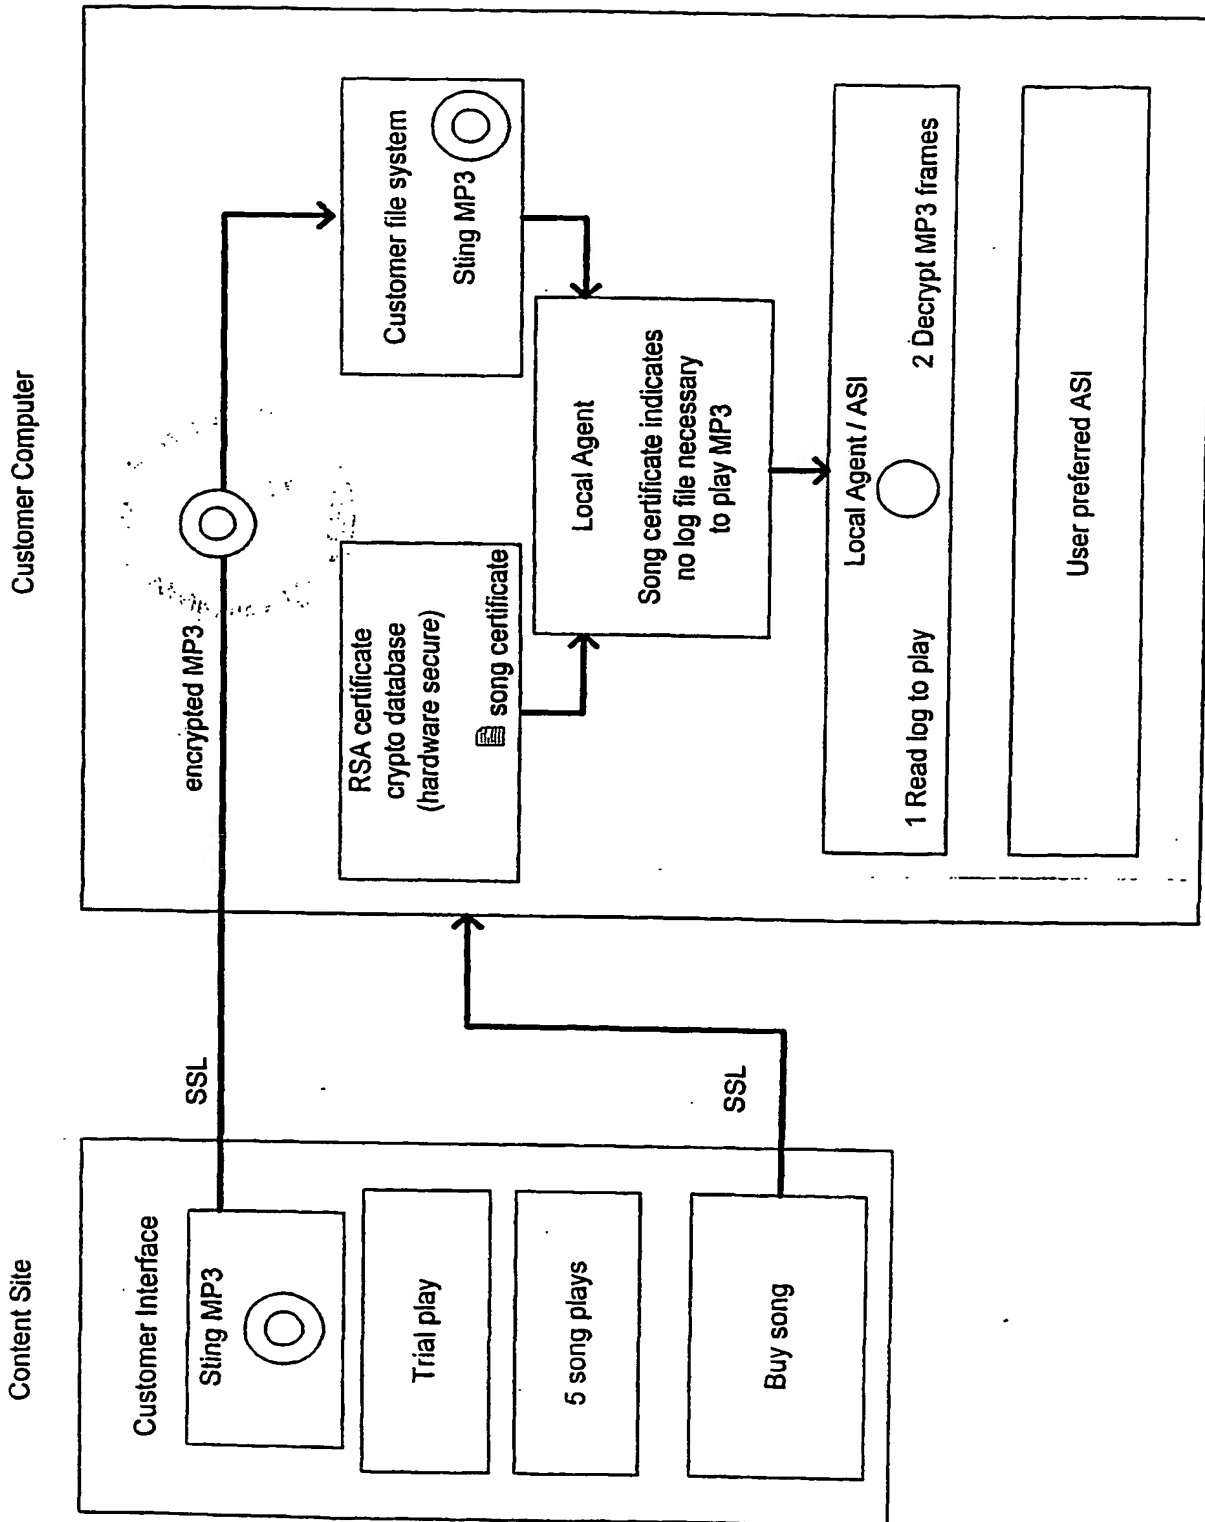 Content Site
Customer Interface
Sting MP3
Trial play
5 song plays
Buy song
SSL
SSL
encrypted MP3
Customer Computer
RSA certificate
crypto database
(hardware secure)
song certificate
Customer file system
Sting MP3
Local Agent
Song certificate indicates
no log file necessary
to play MP3
Local Agent / ASI
1 Read log to play
2 Decrypt MP3 frames
User preferred ASI